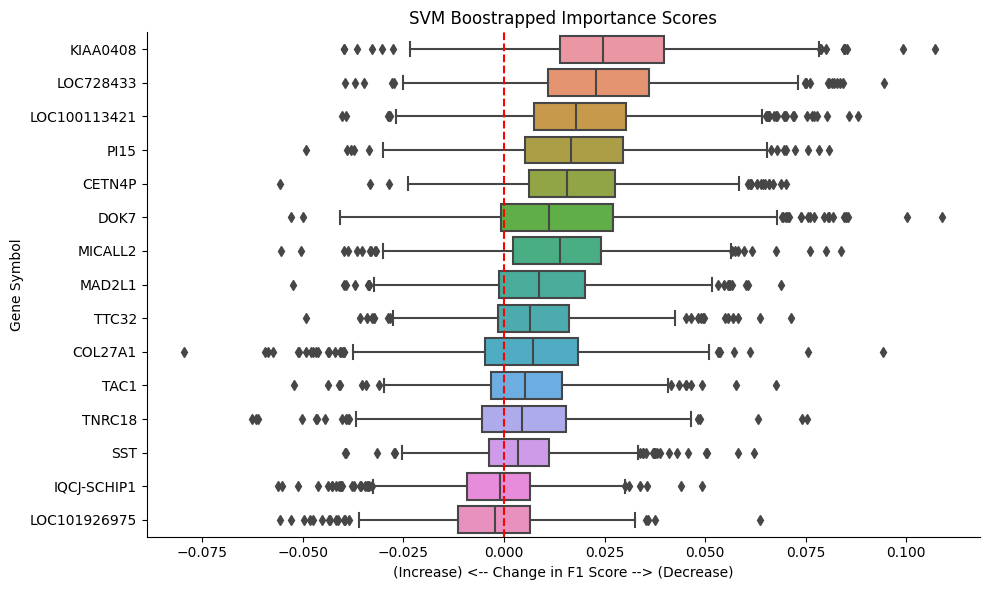 SVM Boostrapped Importance Scores
KIAA0408
LOC728433
LOC100113421
PI15
CETN4P
DOK7
MICALL2
MAD2L1
TTC32
COL27A1
TAC1
TNRC18
SST
IQCJ-SCHIP1
LOC101926975
Gene Symbol
−0.075 −0.050 −0.025 0.000 0.025 0.050 0.075 0.100
(Increase) <-- Change in F1 Score --> (Decrease)